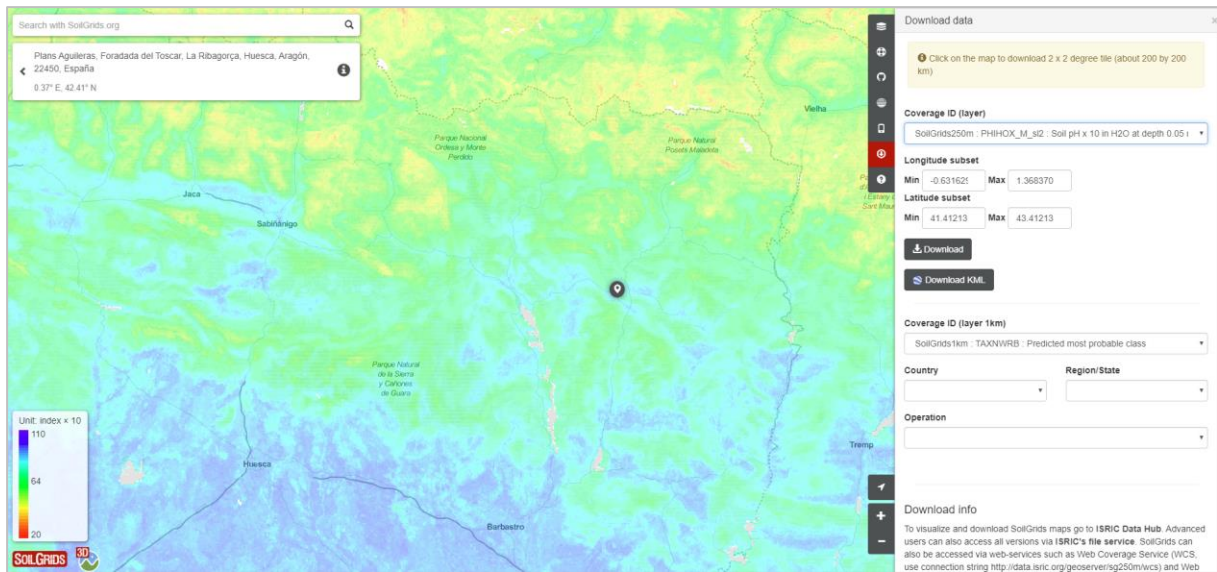 Search with SoilGrids.org
Plans Aguileras, Foradada del Toscar, La Ribagorça, Huesca, Aragón,
22450, España
0.37° E, 42.41° N
Vielha
Parque Nacional
Ordesa y Monte
Perdido
Parque Natural
Posets Maladeta
Sant Maur
Jaca
Sabiñánigo
Parque Natural
de la Sierra
y Cañones
de Guara
Huesca
Barbastro
Tremp
Unit: index × 10
110
64
20
SOILGRIDS
3D
Download data
×
Click on the map to download 2 x 2 degree tile (about 200 by 200
km)
Coverage ID (layer)
SoilGrids250m : PHIHOX_M_sl2 : Soil pH x 10 in H2O at depth 0.05
Longitude subset
Min -0.631629 Max 1.368370
Latitude subset
Min 41.41213 Max 43.41213
Download
Download KML
Coverage ID (layer 1km)
SoilGrids1km : TAXNWRB : Predicted most probable class
Country Region/State
Operation
Download info
To visualize and download SoilGrids maps go to ISRIC Data Hub. Advanced
users can also access all versions via ISRIC's file service. SoilGrids can
also be accessed via web-services such as Web Coverage Service (WCS,
use connection string http://data.isric.org/geoserver/sg250m/wcs) and Web